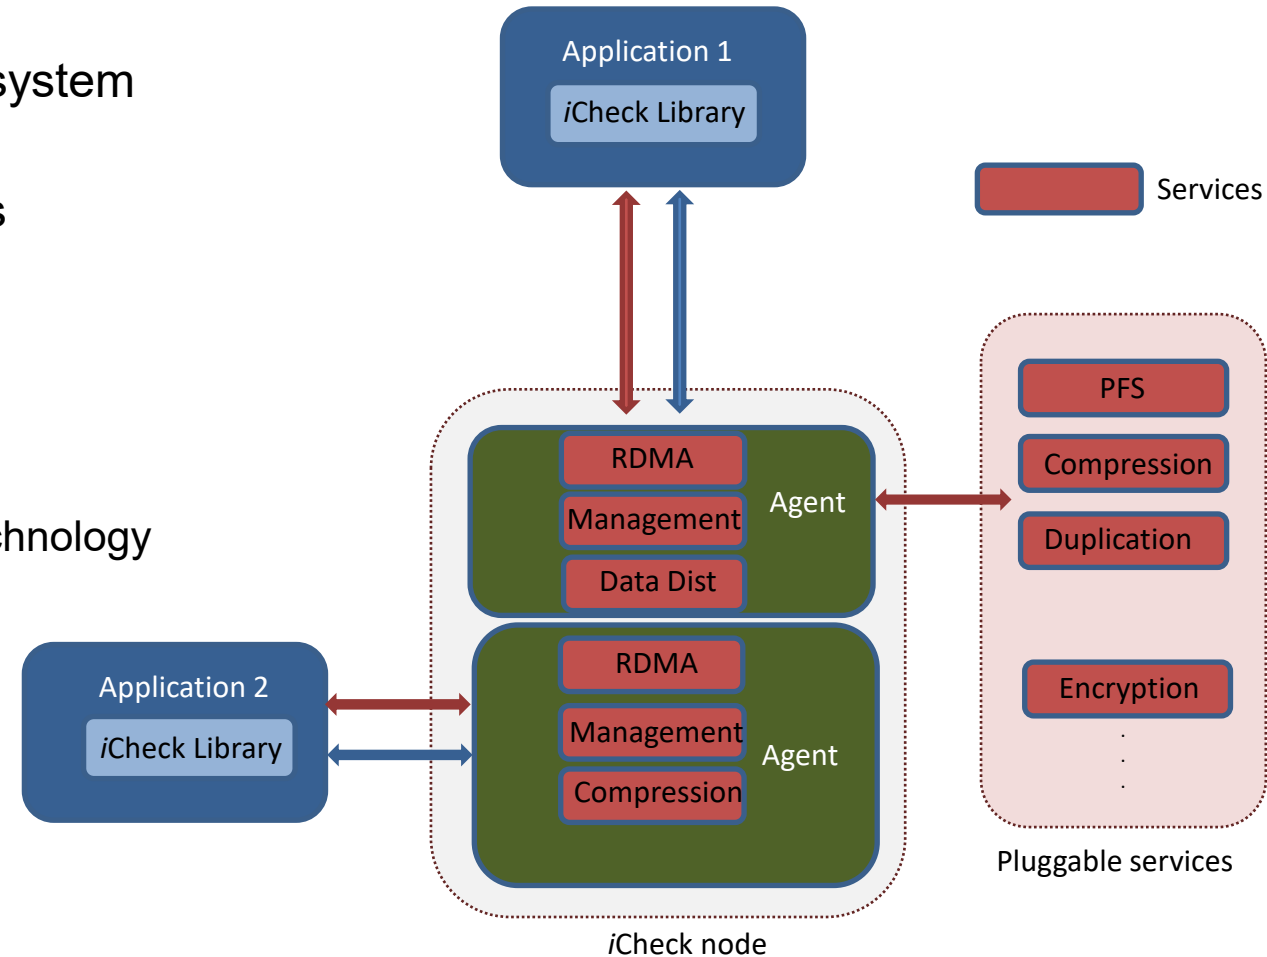 system
s
chnology
Application 1
iCheck Library
Services
RDMA
Management
Data Dist
Agent
PFS
Compression
Duplication
Encryption
.
.
.
Pluggable services
Application 2
iCheck Library
RDMA
Management
Compression
Agent
iCheck node